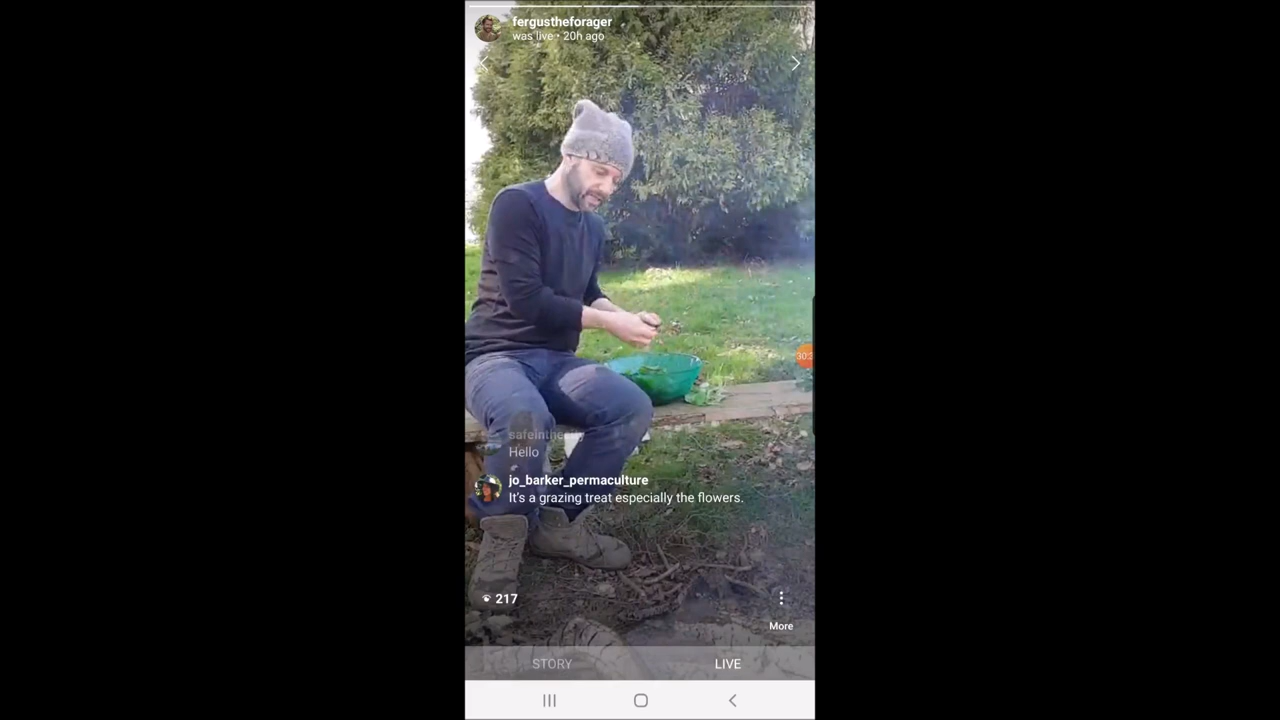 fergustheforager
was live • 20h ago
Hello
jo_barker_permaculture
It's a grazing treat especially the flowers.
217
More
STORY
LIVE